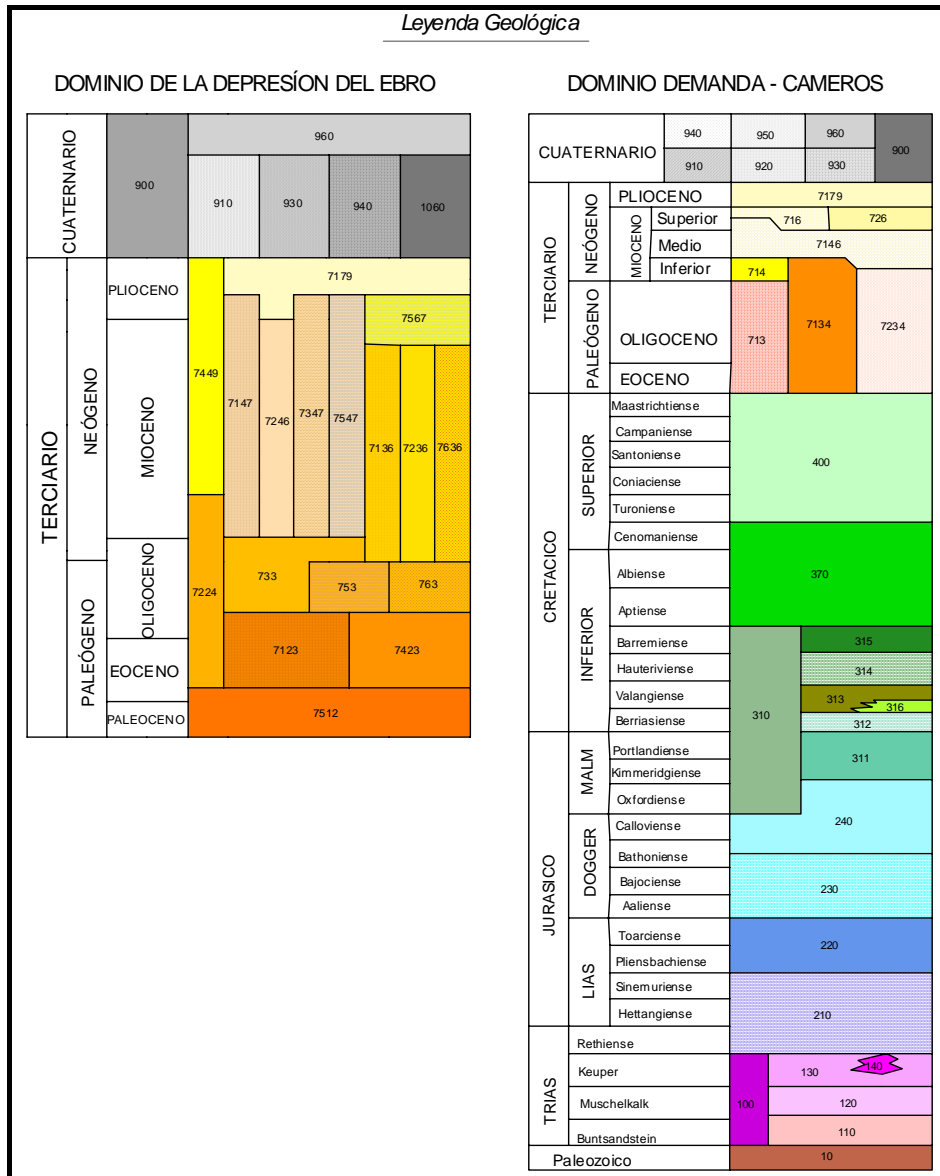 Leyenda Geológica
DOMINIO DE LA DEPRESÍON DEL EBRO
CUATERNARIO
900
960
910
930
940
1060
TERCIARIO
NEÓGENO
PALEÓGENO
PLIOCENO
MIOCENO
OLIGOCENO
EOCENO
PALEOCENO
7179
7567
7449
7147
7246
7347
7547
7136
7236
7636
7224
733
753
763
7123
7423
7512
DOMINIO DEMANDA - CAMEROS
CUATERNARIO
940
950
960
900
910
920
930
TERCIARIO
NEÓGENO
PALEÓGENO
PLIOCENO
MIOCENO
Superior
Medio
Inferior
OLIGOCENO
EOCENO
7179
716
726
7146
714
7134
7234
713
CRETACICO
SUPERIOR
Maastrichtiense
Campaniense
Santoniense
Coniaciense
Turoniense
Cenomaniense
400
370
INFERIOR
Albiense
Aptiense
Barremiense
Hauteriviense
Valangiense
Berriasiense
315
314
313
316
312
310
JURASICO
MALM
Portlandiense
Kimmeridgiense
Oxfordiense
311
240
DOGGER
Calloviense
Bathoniense
Bajociense
Aaliense
230
LIAS
Toarciense
Pliensbachiense
Sinemuriense
Hettangiense
220
210
TRIAS
Rethiense
Keuper
Muschelkalk
Buntsandstein
100
130
140
120
110
Paleozoico
10